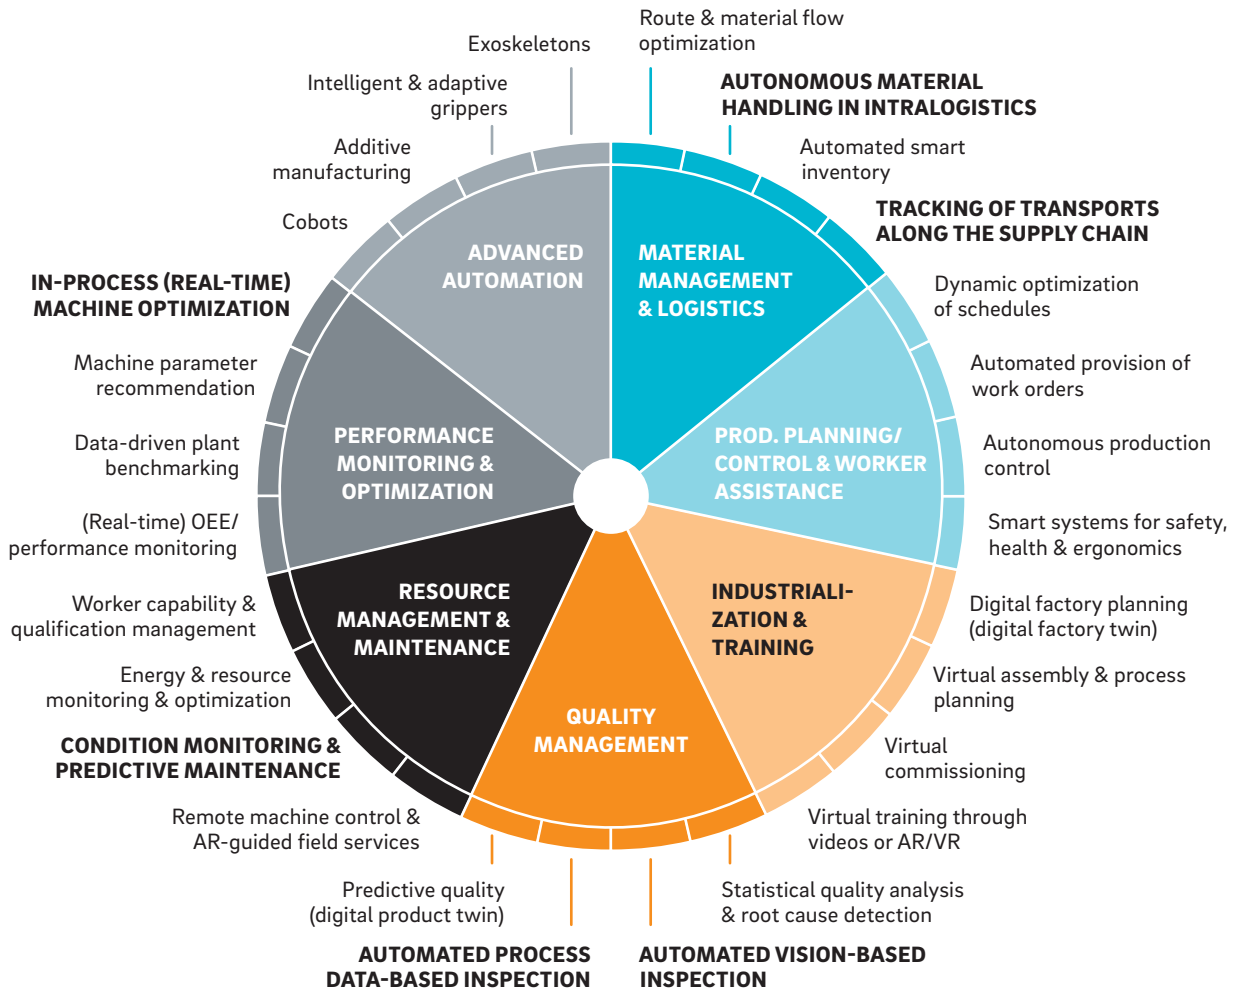 Exoskeletons
Route & material flow
optimization
Intelligent & adaptive
grippers
AUTONOMOUS MATERIAL
HANDLING IN INTRALOGISTICS
Additive
manufacturing
Automated smart
inventory
Cobots
TRACKING OF TRANSPORTS
ALONG THE SUPPLY CHAIN
ADVANCED
AUTOMATION
MATERIAL
MANAGEMENT
& LOGISTICS
IN-PROCESS (REAL-TIME)
MACHINE OPTIMIZATION
Dynamic optimization
of schedules
Machine parameter
recommendation
Automated provision of
work orders
Data-driven plant
benchmarking
PERFORMANCE
MONITORING &
OPTIMIZATION
PROD. PLANNING/
CONTROL & WORKER
ASSISTANCE
Autonomous production
control
(Real-time) OEE/
performance monitoring
Smart systems for safety,
health & ergonomics
Worker capability &
qualification management
RESOURCE
MANAGEMENT &
MAINTENANCE
INDUSTRIALI-
ZATION &
TRAINING
Digital factory planning
(digital factory twin)
Energy & resource
monitoring & optimization
Virtual assembly & process
planning
QUALITY
MANAGEMENT
CONDITION MONITORING &
PREDICTIVE MAINTENANCE
Virtual
commissioning
Remote machine control &
AR-guided field services
Virtual training through
videos or AR/VR
Predictive quality
(digital product twin)
Statistical quality analysis
& root cause detection
AUTOMATED PROCESS
DATA-BASED INSPECTION
AUTOMATED VISION-BASED
INSPECTION